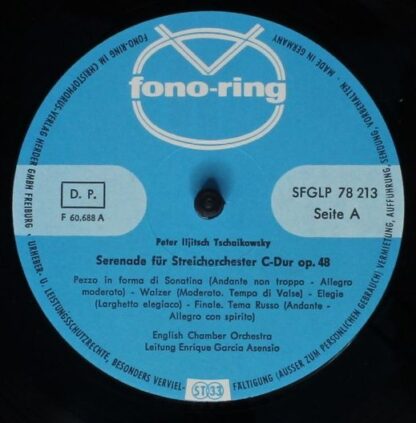 fono-ring
D. P.
F 60.688 A
SFGLP 78 213
Seite A
Peter Iljitsch Tschaikowsky
Serenade für Streichorchester C-Dur op. 48
Pezzo in forma di Sonatina (Andante non troppo - Allegro
moderato) - Walzer (Moderato. Tempo di Valse) - Elegie
(Larghetto elegiaco) - Finale. Tema Russo (Andante -
Allegro con spirito)
English Chamber Orchestra
Leitung Enrique Garcia Asensio
FONO-RING IM CHRISTOPHORUS-VERLAG HERDER GMH FREIBURG · URHEBER- U. LEISTUNGSSCHUTZRECHTE, BESONDERS VERVIEL-
ST 33
FÄLTIGUNG (AUSSER ZUM PERSÖNLICHEN GEBRAUCH) VERMIETUNG, AUFFÜHRUNG, SENDUNG, VORBEHALTEN · MADE IN GERMANY